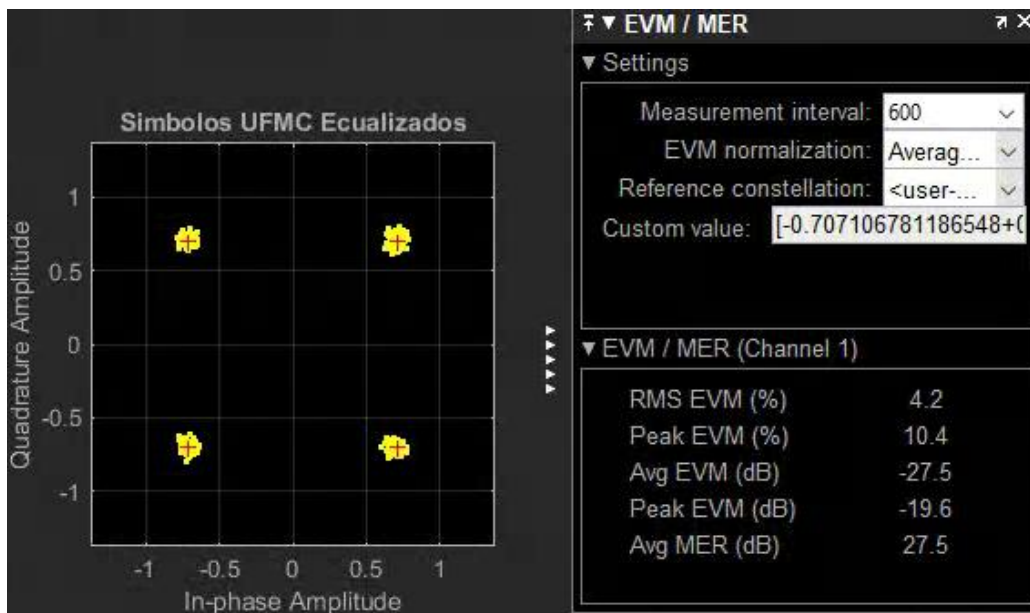 EVM / MER
Settings
Measurement interval: 600
EVM normalization: Averag...
Reference constellation: <user-...
Custom value: [-0.707106781186548+0
EVM / MER (Channel 1)
RMS EVM (%) 4.2
Peak EVM (%) 10.4
Avg EVM (dB) -27.5
Peak EVM (dB) -19.6
Avg MER (dB) 27.5
Simbolos UFMC Ecualizados
Quadrature Amplitude
1
0.5
0
-0.5
-1
-1 -0.5 0 0.5 1
In-phase Amplitude